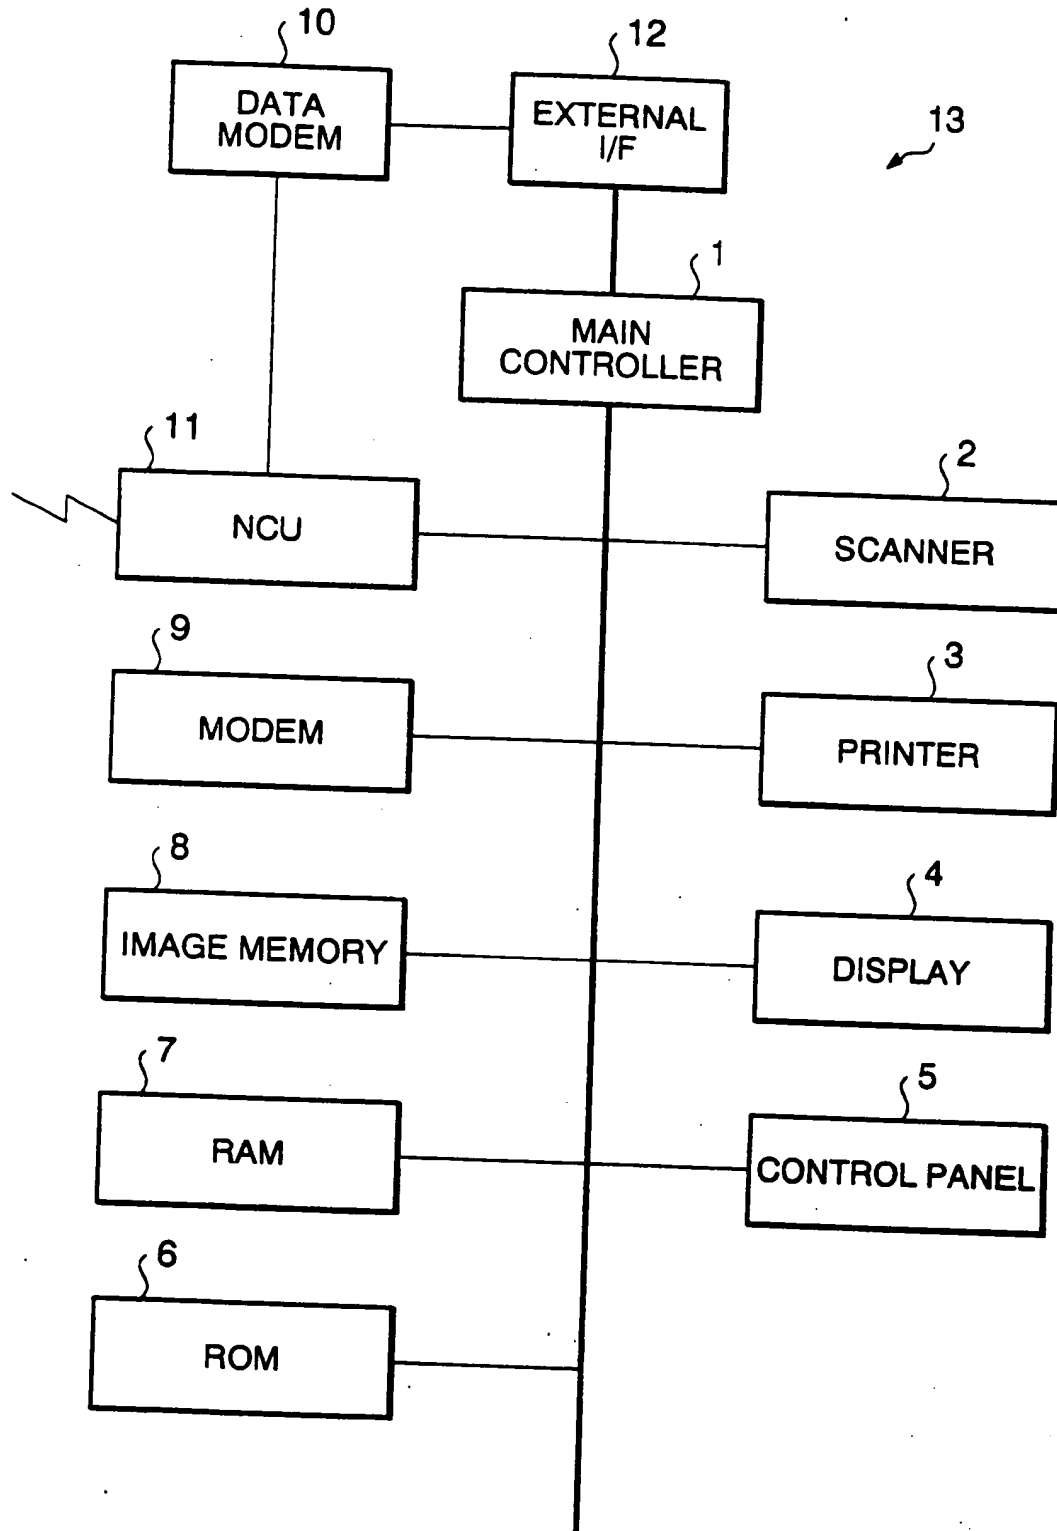 10
DATA
MODEM
12
EXTERNAL
I/F
13
1
MAIN
CONTROLLER
11
NCU
2
SCANNER
9
MODEM
3
PRINTER
8
IMAGE MEMORY
4
DISPLAY
7
RAM
5
CONTROL PANEL
6
ROM